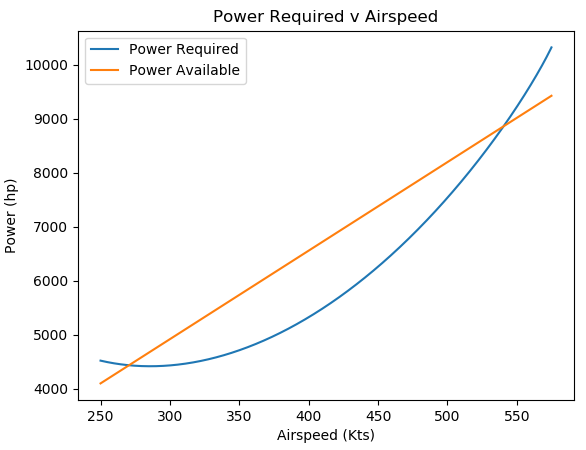 Power Required v Airspeed
Power Required
Power Available
10000
9000
8000
7000
6000
5000
4000
Power (hp)
250 300 350 400 450 500 550
Airspeed (Kts)